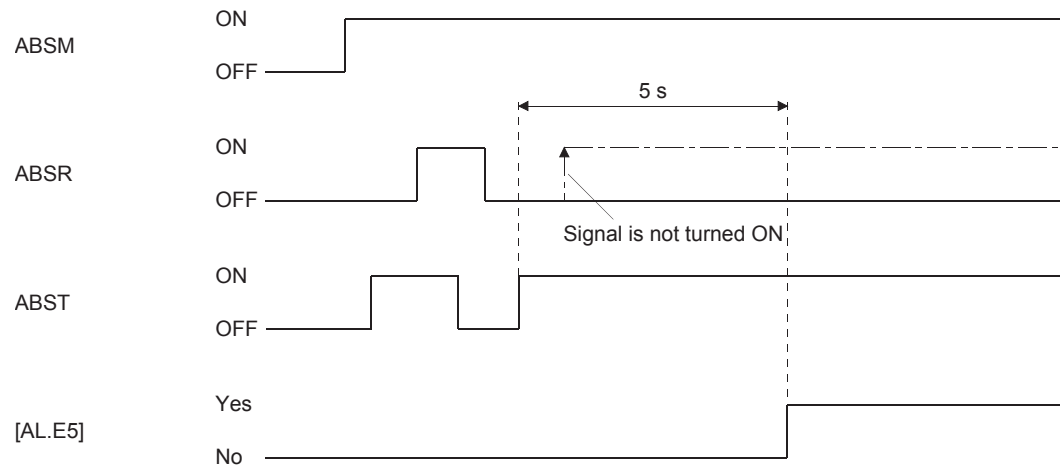 ON
ABSM
OFF
5 s
ON
ABSR
OFF
Signal is not turned ON
ON
ABST
OFF
Yes
[AL.E5]
No